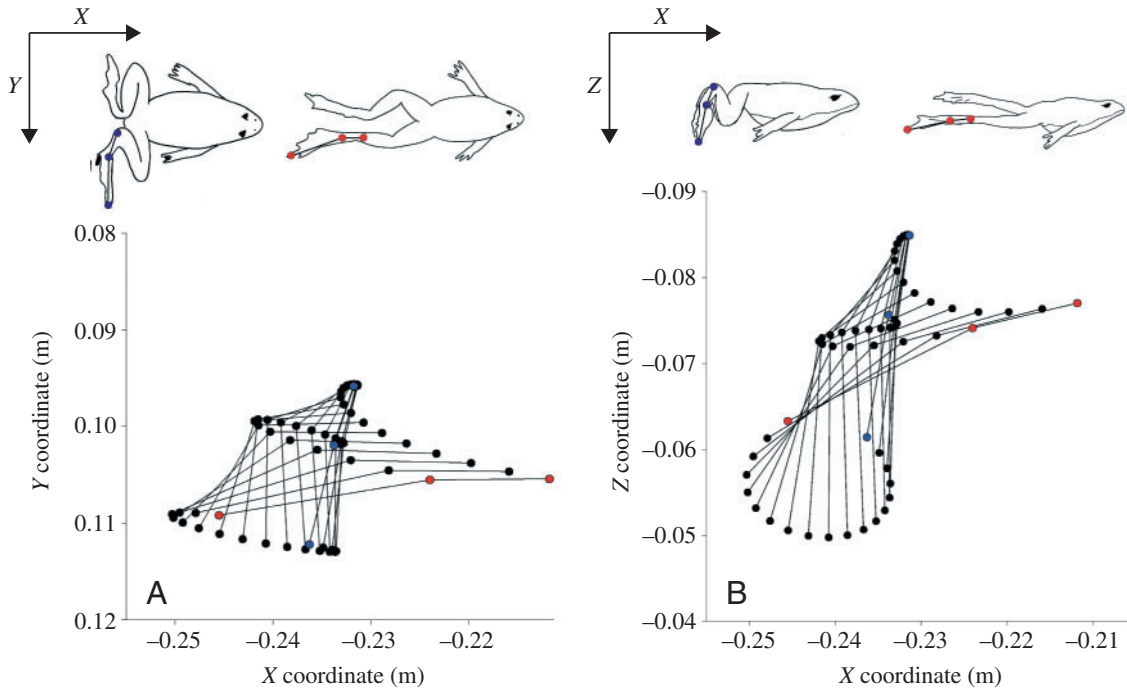 X
Y
X
Z
0.08
0.09
0.10
0.11
0.12
Y coordinate (m)
A
−0.25
−0.24
−0.23
−0.22
X coordinate (m)
−0.09
−0.08
−0.07
−0.06
−0.05
−0.04
Z coordinate (m)
B
−0.25
−0.24
−0.23
−0.22
−0.21
X coordinate (m)